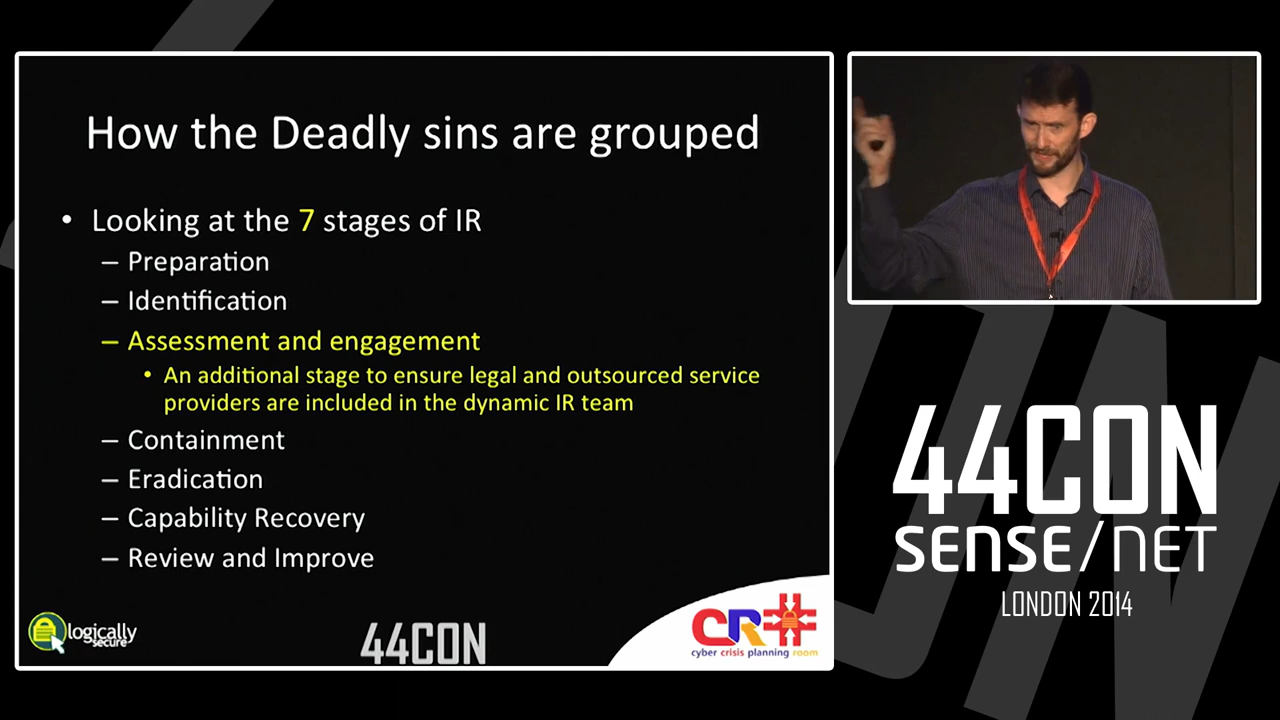 How the Deadly sins are grouped
• Looking at the 7 stages of IR
– Preparation
– Identification
– Assessment and engagement
• An additional stage to ensure legal and outsourced service
providers are included in the dynamic IR team
– Containment
– Eradication
– Capability Recovery
– Review and Improve
logically
secure
44CON
CR
cyber crisis planning room
44CON
SENSE/NET
LONDON 2014